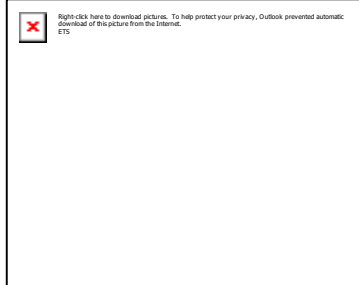 Right-click here to download pictures. To help protect your privacy, Outlook prevented automatic
download of this picture from the Internet.
ETS